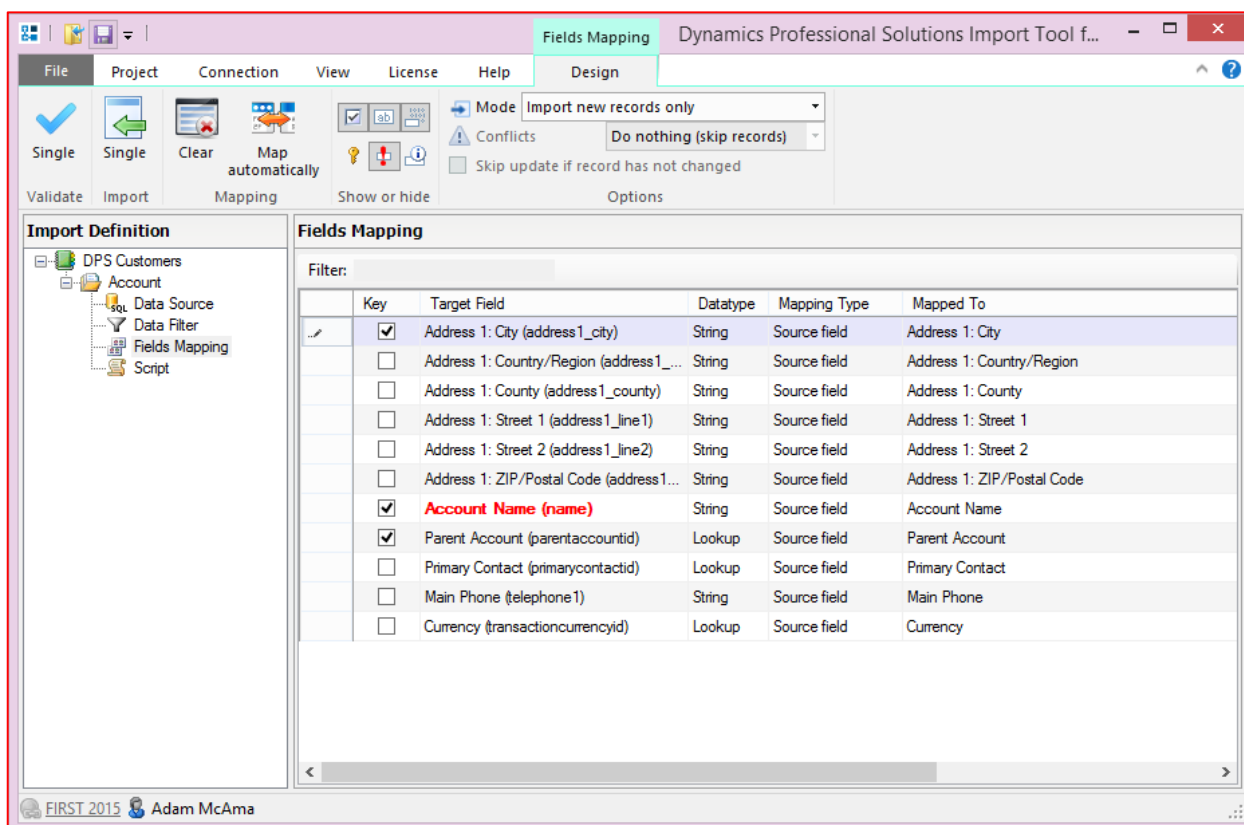 Fields Mapping Dynamics Professional Solutions Import Tool f...
File Project Connection View License Help Design
Mode Import new records only
Conflicts Do nothing (skip records)
Skip update if record has not changed
Single Single Clear Map automatically
Validate Import Mapping Show or hide Options
Import Definition
DPS Customers
Account
SQL Data Source
Data Filter
Fields Mapping
Script
Fields Mapping
Filter:
Key Target Field Datatype Mapping Type Mapped To
Address 1: City (address1_city) String Source field Address 1: City
Address 1: Country/Region (address1_... String Source field Address 1: Country/Region
Address 1: County (address1_county) String Source field Address 1: County
Address 1: Street 1 (address1_line1) String Source field Address 1: Street 1
Address 1: Street 2 (address1_line2) String Source field Address 1: Street 2
Address 1: ZIP/Postal Code (address1... String Source field Address 1: ZIP/Postal Code
Account Name (name) String Source field Account Name
Parent Account (parentaccountid) Lookup Source field Parent Account
Primary Contact (primarycontactid) Lookup Source field Primary Contact
Main Phone (telephone1) String Source field Main Phone
Currency (transactioncurrencyid) Lookup Source field Currency
FIRST 2015 Adam McAma